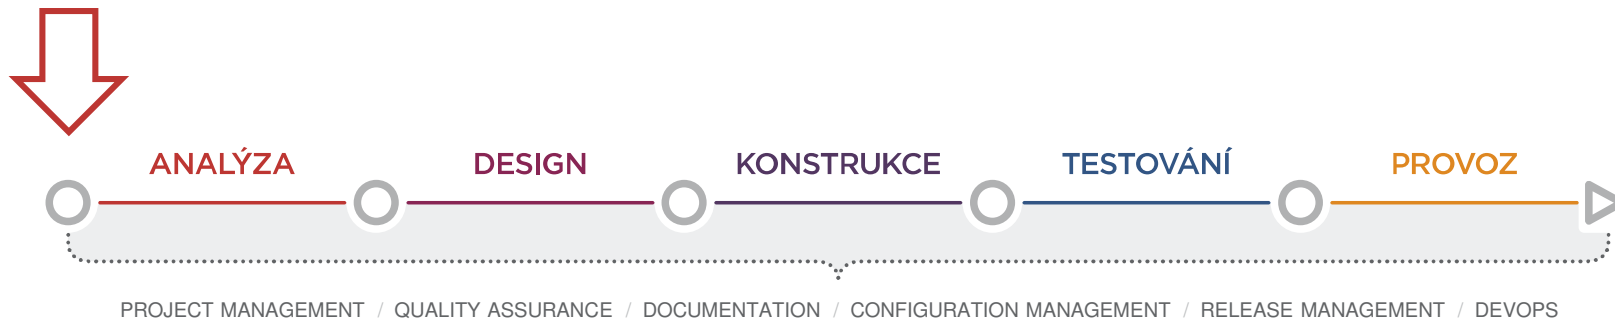 ANALÝZA DESIGN KONSTRUKCE TESTOVÁNÍ PROVOZ
PROJECT MANAGEMENT / QUALITY ASSURANCE / DOCUMENTATION / CONFIGURATION MANAGEMENT / RELEASE MANAGEMENT / DEVOPS